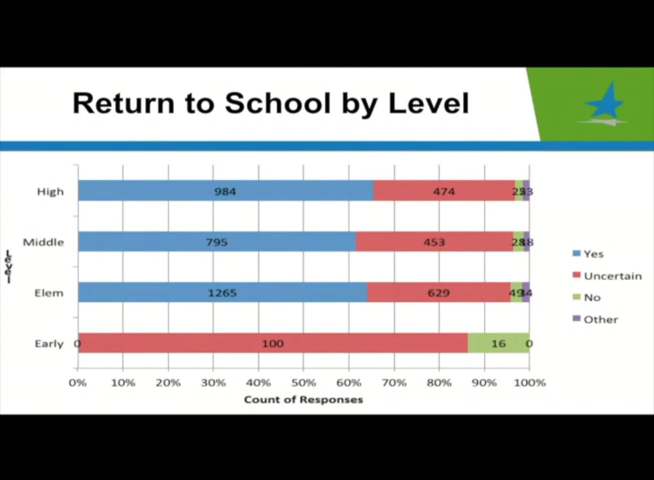 Return to School by Level
High
984
474
Middle
795
453
Elem
1265
629
Early
0
100
16
0
0%
10%
20%
30%
40%
50%
60%
70%
80%
90%
100%
Count of Responses
Level
Yes
Uncertain
No
Other